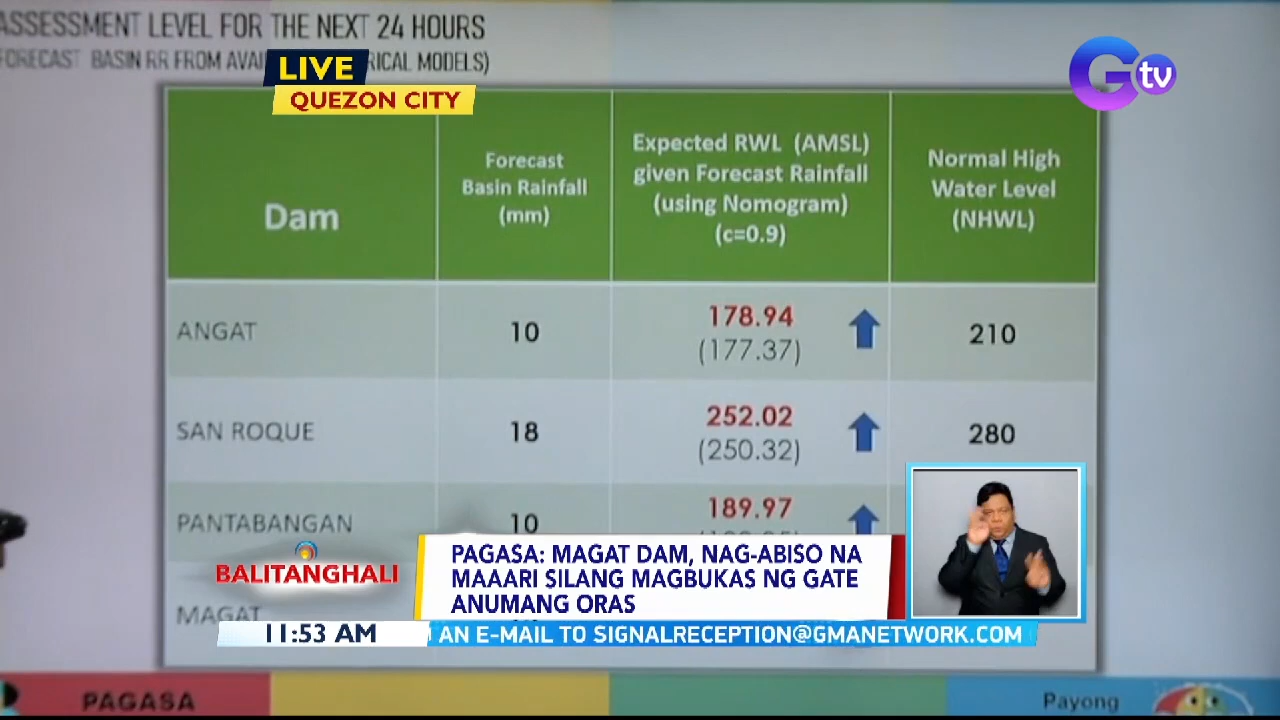 ASSESSMENT LEVEL FOR THE NEXT 24 HOURS
FORECAST BASIN RR FROM MODELS)
LIVE
QUEZON CITY
G tv
Dam
Forecast
Basin Rainfall
(mm)
Expected RWL (AMSL)
given Forecast Rainfall
(using Nomogram)
(c=0.9)
Normal High
Water Level
(NHWL)
ANGAT
10
178.94
(177.37)
210
SAN ROQUE
18
252.02
(250.32)
280
PANTABANGAN
10
189.97
MAGAT
BALITANGHALI
PAGASA: MAGAT DAM, NAG-ABISO NA
MAAARI SILANG MAGBUKAS NG GATE
ANUMANG ORAS
11:53 AM
AN E-MAIL TO SIGNALRECEPTION@GMANETWORK.COM
PAGASA
Payong